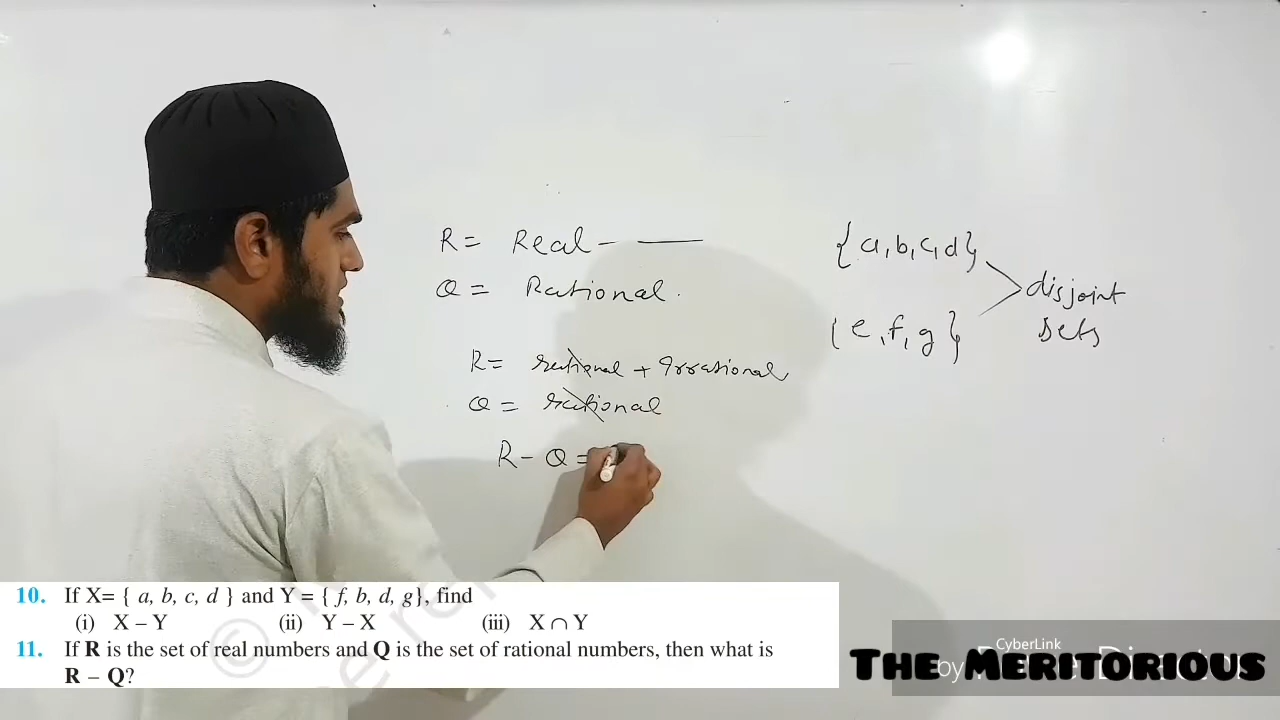 R = Real –
Q = Rational.
R = rational + Irrational
Q = rational
R – Q =
{ a, b, c, d }
{ e, f, g }
disjoint
sets
10. If X= { a, b, c, d } and Y = { f, b, d, g}, find
(i) X – Y (ii) Y – X (iii) X ∩ Y
11. If R is the set of real numbers and Q is the set of rational numbers, then what is
R – Q?
CyberLink
by
The Meritorious